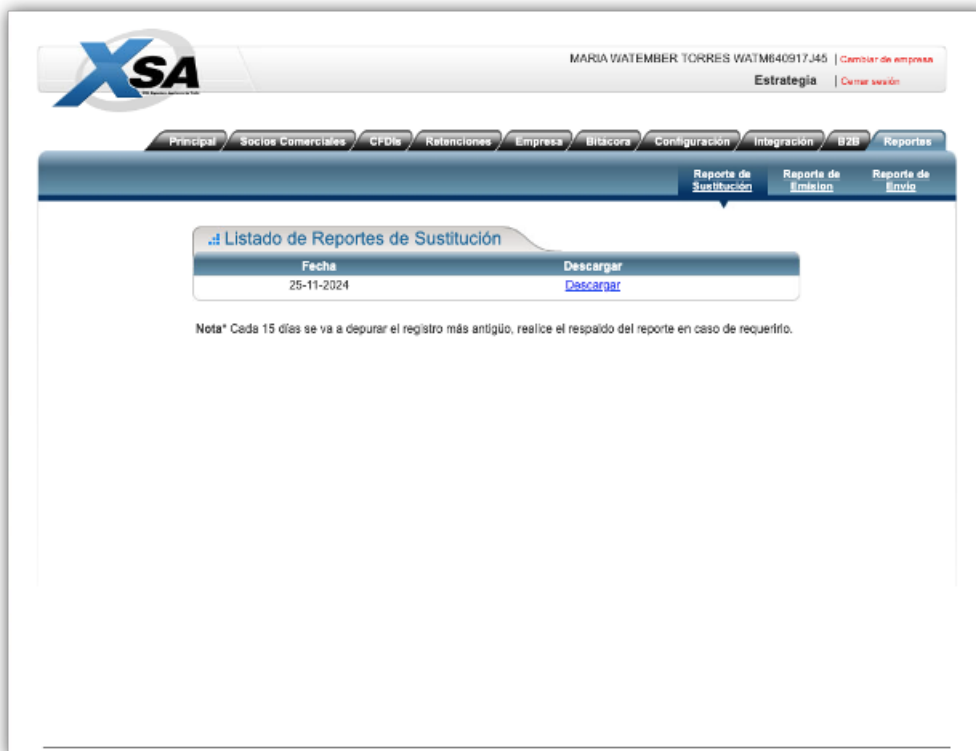 XSA
MARIA WATEMBER TORRES WATM640917J45 | Cambiar de empresa
Estrategia | Cerrar sesión
Principal Socios Comerciales CFDIs Retenciones Empresa Bitácora Configuración Integración B2B Reportes
Reporte de Sustitución Reporte de Emision Reporte de Envio
Listado de Reportes de Sustitución
Fecha Descargar
25-11-2024 Descargar
Nota* Cada 15 días se va a depurar el registro más antigüo, realice el respaldo del reporte en caso de requerirlo.